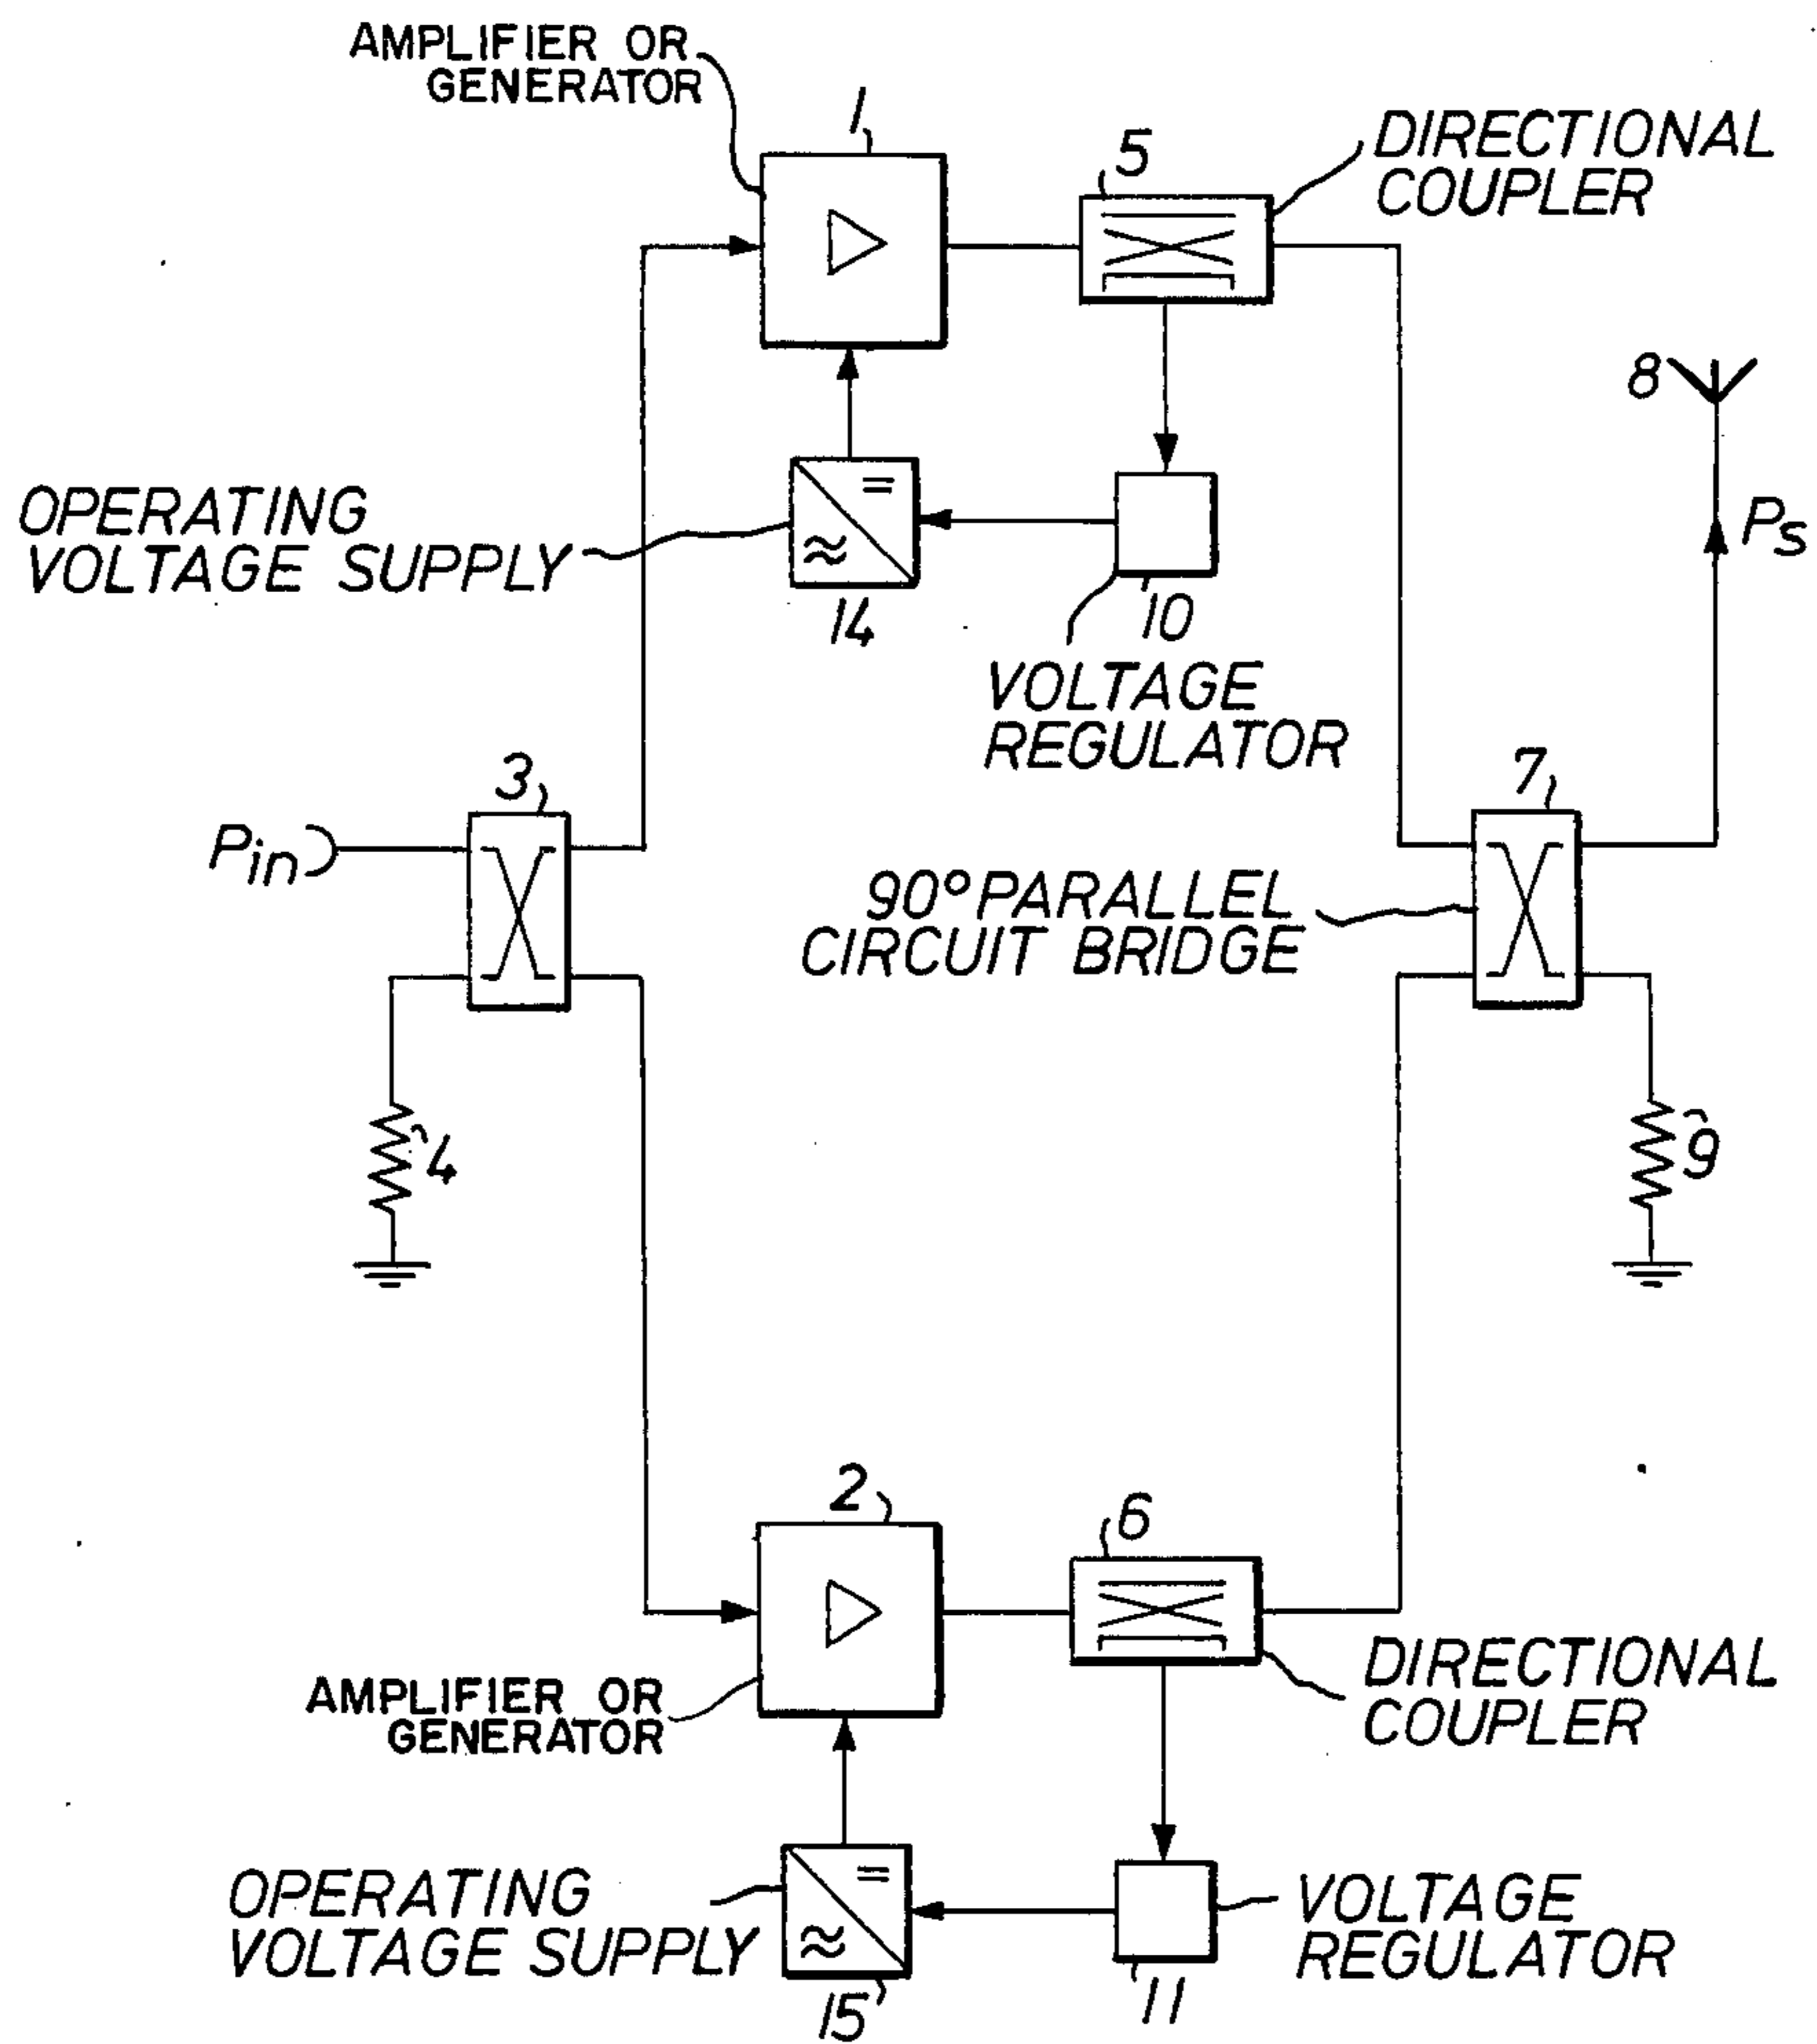 AMPLIFIER OR
GENERATOR
1
5
DIRECTIONAL
COUPLER
8
Ps
OPERATING
VOLTAGE SUPPLY
14
10
VOLTAGE
REGULATOR
3
7
Pin
90° PARALLEL
CIRCUIT BRIDGE
4
9
2
6
AMPLIFIER OR
GENERATOR
DIRECTIONAL
COUPLER
OPERATING
VOLTAGE SUPPLY
15
11
VOLTAGE
REGULATOR